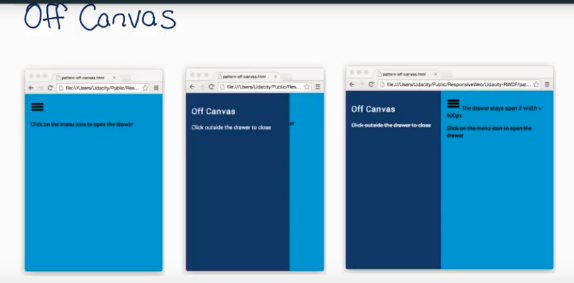 Off Canvas
pattern-off-canvas.html
file:///Users/Udacity/Public/Res...
Click on the menu icon to open the drawer
pattern-off-canvas.html
file:///Users/Udacity/Public/Res...
Off Canvas
Click outside the drawer to close
er
pattern-off-canvas.html
file:///Users/Udacity/Public/ResponsiveWeb/Udacity-RWDF/pat...
Off Canvas
Click outside the drawer to close
The drawer stays open if width >
600px
Click on the menu icon to open the
drawer